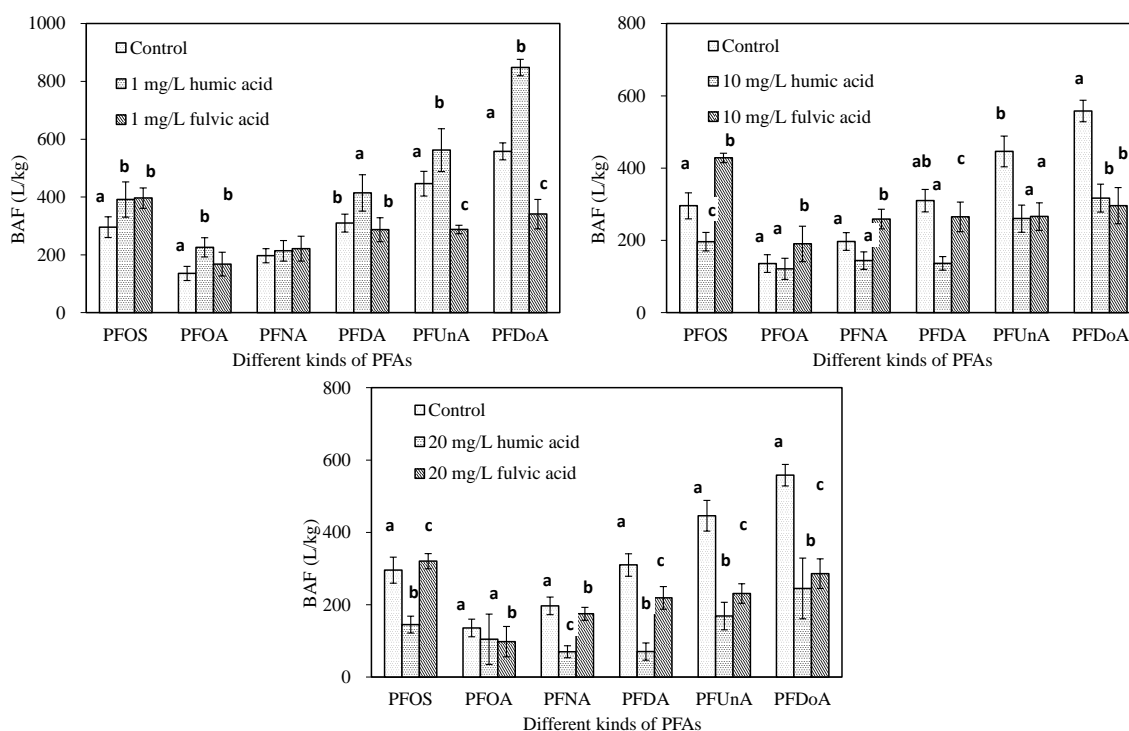 1000
800
600
400
200
0
BAF (L/kg)
Control
1 mg/L humic acid
1 mg/L fulvic acid
a b b
a b b
b a b
a b c
a b c
PFOS PFOA PFNA PFDA PFUnA PFDoA
Different kinds of PFAs
800
600
400
200
0
BAF (L/kg)
Control
10 mg/L humic acid
10 mg/L fulvic acid
a c b
a a b
a a b
ab a c
b a a
a b b
PFOS PFOA PFNA PFDA PFUnA PFDoA
Different kinds of PFAs
800
600
400
200
0
BAF (L/kg)
Control
20 mg/L humic acid
20 mg/L fulvic acid
a b c
a a b
a c b
a b c
a b c
a b c
PFOS PFOA PFNA PFDA PFUnA PFDoA
Different kinds of PFAs